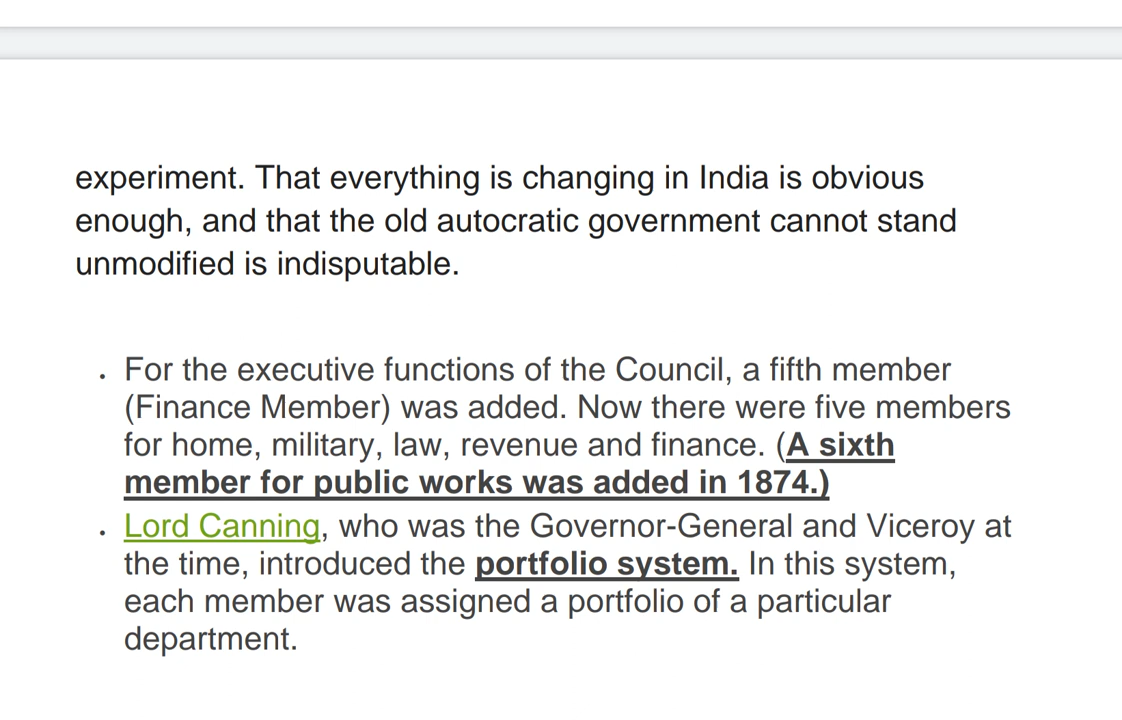 experiment. That everything is changing in India is obvious
enough, and that the old autocratic government cannot stand
unmodified is indisputable.
• For the executive functions of the Council, a fifth member
(Finance Member) was added. Now there were five members
for home, military, law, revenue and finance. (A sixth
member for public works was added in 1874.)
• Lord Canning, who was the Governor-General and Viceroy at
the time, introduced the portfolio system. In this system,
each member was assigned a portfolio of a particular
department.